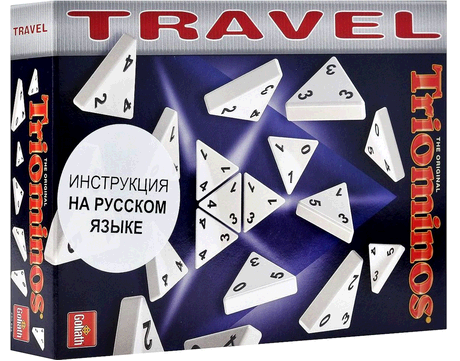 TRAVEL
TRAVEL
THE ORIGINAL
Triominos
THE ORIGINAL
Triominos
ИНСТРУКЦИЯ
НА РУССКОМ
ЯЗЫКЕ
Goliath
Goliath